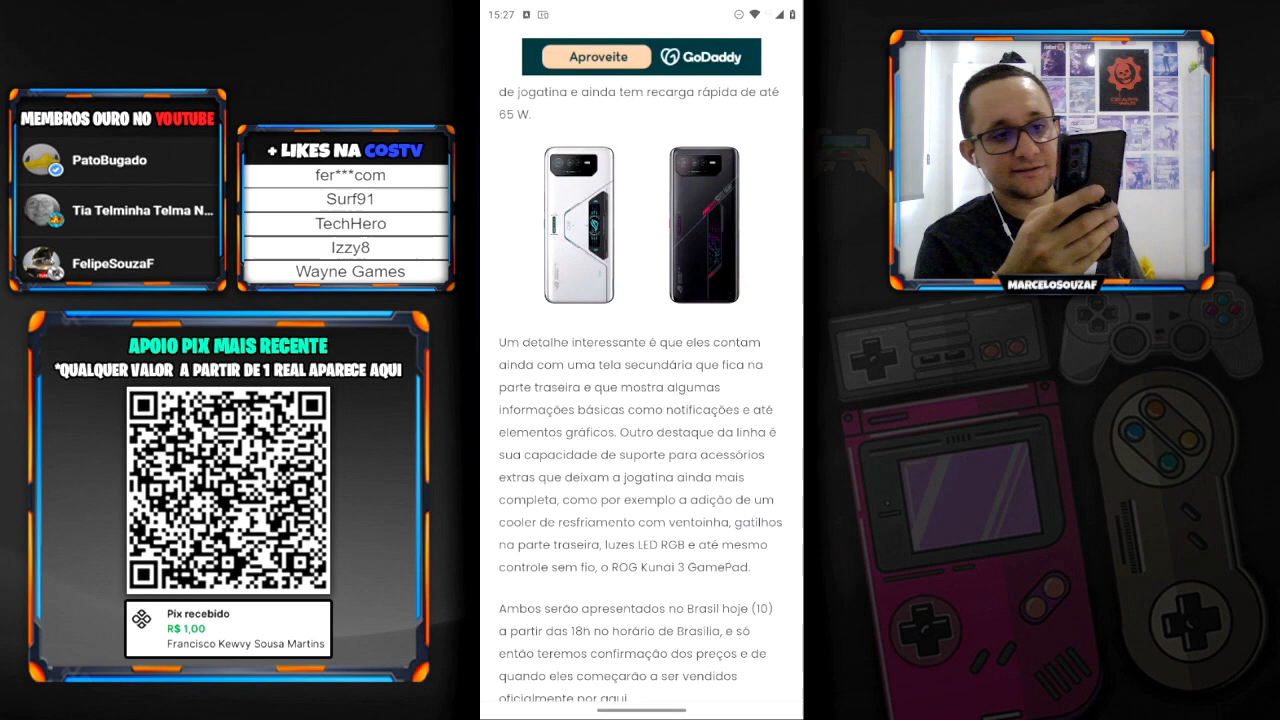 MEMBROS OURO NO YOUTUBE
PatoBugado
Tia Telminha Telma N...
FelipeSouzaF
+ LIKES NA COSTV
fer***com
Surf91
TechHero
Izzy8
Wayne Games
APOIO PIX MAIS RECENTE
*QUALQUER VALOR A PARTIR DE 1 REAL APARECE AQUI
Pix recebido
R$ 1,00
Francisco Kewvy Sousa Martins
15:27
Aproveite
GoDaddy
de jogatina e ainda tem recarga rápida de até
65 W.
Um detalhe interessante é que eles contam
ainda com uma tela secundária que fica na
parte traseira e que mostra algumas
informações básicas como notificações e até
elementos gráficos. Outro destaque da linha é
sua capacidade de suporte para acessórios
extras que deixam a jogatina ainda mais
completa, como por exemplo a adição de um
cooler de resfriamento com ventoinha, gatilhos
na parte traseira, luzes LED RGB e até mesmo
controle sem fio, o ROG Kunai 3 GamePad.
Ambos serão apresentados no Brasil hoje (10)
a partir das 18h no horário de Brasília, e só
então teremos confirmação dos preços e de
quando eles começarão a ser vendidos
oficialmente por aqui
GEARS
MARCELOSOUZAF